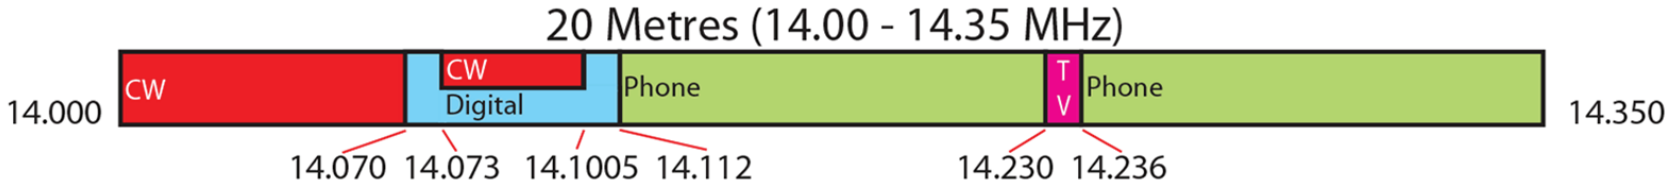 20 Metres (14.00 - 14.35 MHz)
CW
CW
Digital
Phone
T
V
Phone
14.000
14.350
14.070 14.073 14.1005 14.112 14.230 14.236